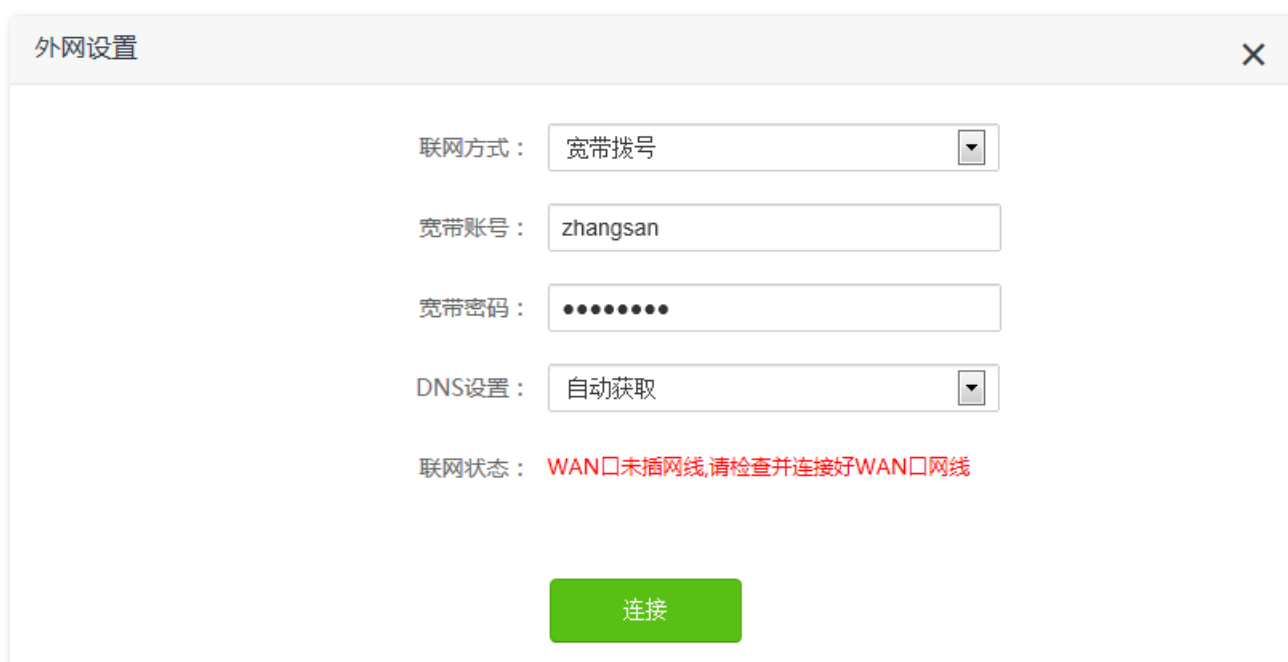 外网设置
联网方式： 宽带拨号
宽带账号： zhangsan
宽带密码： ●●●●●●●●
DNS设置： 自动获取
联网状态： WAN口未插网线,请检查并连接好WAN口网线
连接